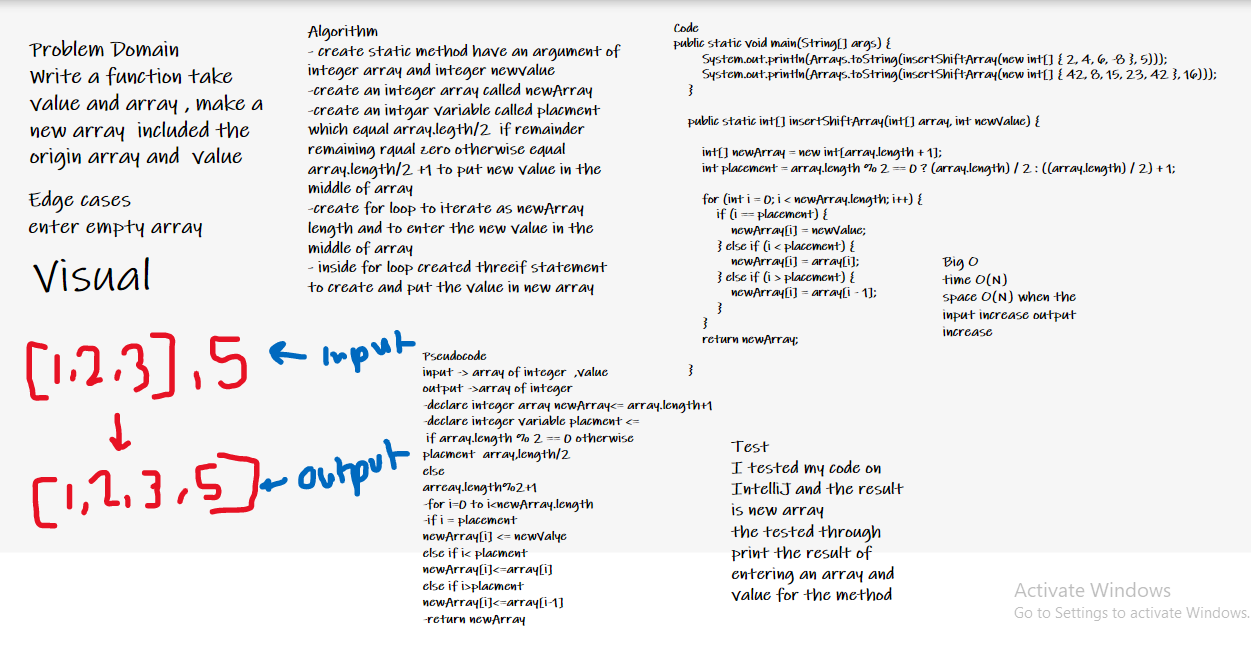 Problem Domain
Write a function take
value and array , make a
new array included the
origin array and value
Edge cases
enter empty array
Visual
[1,2,3],5
Input
[1,2,3,5]
output
Algorithm
- create static method have an argument of
integer array and integer newvalue
-create an integer array called newArray
-create an intgar variable called placment
which equal array.legth/2 if remainder
remaining rqual zero otherwise equal
array.length/2 +1 to put new value in the
middle of array
-create for loop to iterate as newArray
length and to enter the new value in the
middle of array
- inside for loop created threeif statement
to create and put the value in new array
Pseudocode
input -> array of integer ,value
output ->array of integer
-declare integer array newArray<= array.length+1
-declare integer variable placment <=
if array.length % 2 == 0 otherwise
placment array,length/2
else
arreay.length%2+1
-for i=0 to i<newArray.length
-if i = placement
newArray[i] <= newValye
else if i< placment
newArray[i]<=array[i]
else if i>placment
newArray[i]<=array[i-1]
-return newArray
Code
public static void main(String[] args) {
System.out.println(Arrays.toString(insertShiftArray(new int[] { 2, 4, 6, -8 }, 5)));
System.out.println(Arrays.toString(insertShiftArray(new int[] { 42, 8, 15, 23, 42 }, 16)));
}
public static int[] insertShiftArray(int[] array, int newValue) {
int[] newArray = new int[array.length + 1];
int placement = array.length % 2 == 0 ? (array.length) / 2 : ((array.length) / 2) + 1;
for (int i = 0; i < newArray.length; i++) {
if (i == placement) {
newArray[i] = newValue;
} else if (i < placement) {
newArray[i] = array[i];
} else if (i > placement) {
newArray[i] = array[i - 1];
}
}
return newArray;
}
Big O
time O(N)
space O(N) when the
input increase output
increase
Test
I tested my code on
IntelliJ and the result
is new array
the tested through
print the result of
entering an array and
value for the method
Activate Windows
Go to Settings to activate Windows.